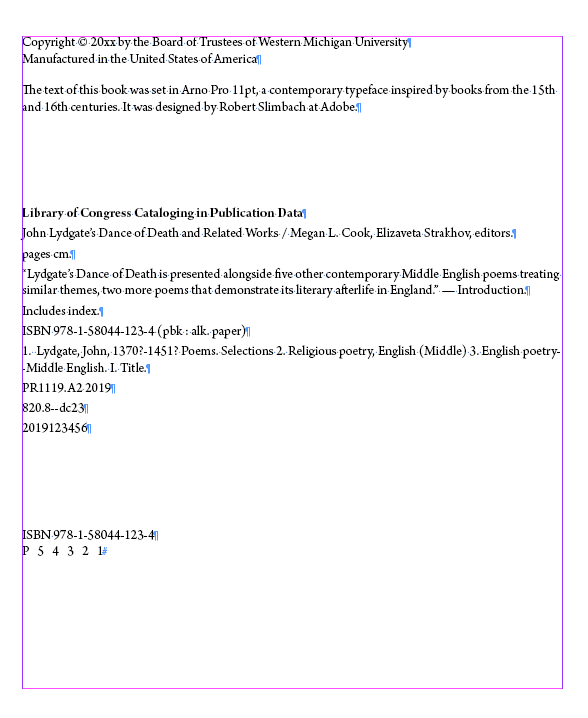 Copyright © 20xx by the Board of Trustees of Western Michigan University
Manufactured in the United States of America
The text of this book was set in Arno Pro 11pt, a contemporary typeface inspired by books from the 15th
and 16th centuries. It was designed by Robert Slimbach at Adobe.
Library of Congress Cataloging in Publication Data
John Lydgate’s Dance of Death and Related Works / Megan L. Cook, Elizaveta Strakhov, editors.
pages cm.
“Lydgate’s Dance of Death is presented alongside five other contemporary Middle English poems treating
similar themes, two more poems that demonstrate its literary afterlife in England.” — Introduction.
Includes index.
ISBN 978-1-58044-123-4 (pbk : alk. paper)
1. Lydgate, John, 1370?-1451? Poems. Selections 2. Religious poetry, English (Middle) 3. English poetry-
-Middle English. I. Title.
PR1119.A2 2019
820.8--dc23
2019123456
ISBN 978-1-58044-123-4
P 5 4 3 2 1